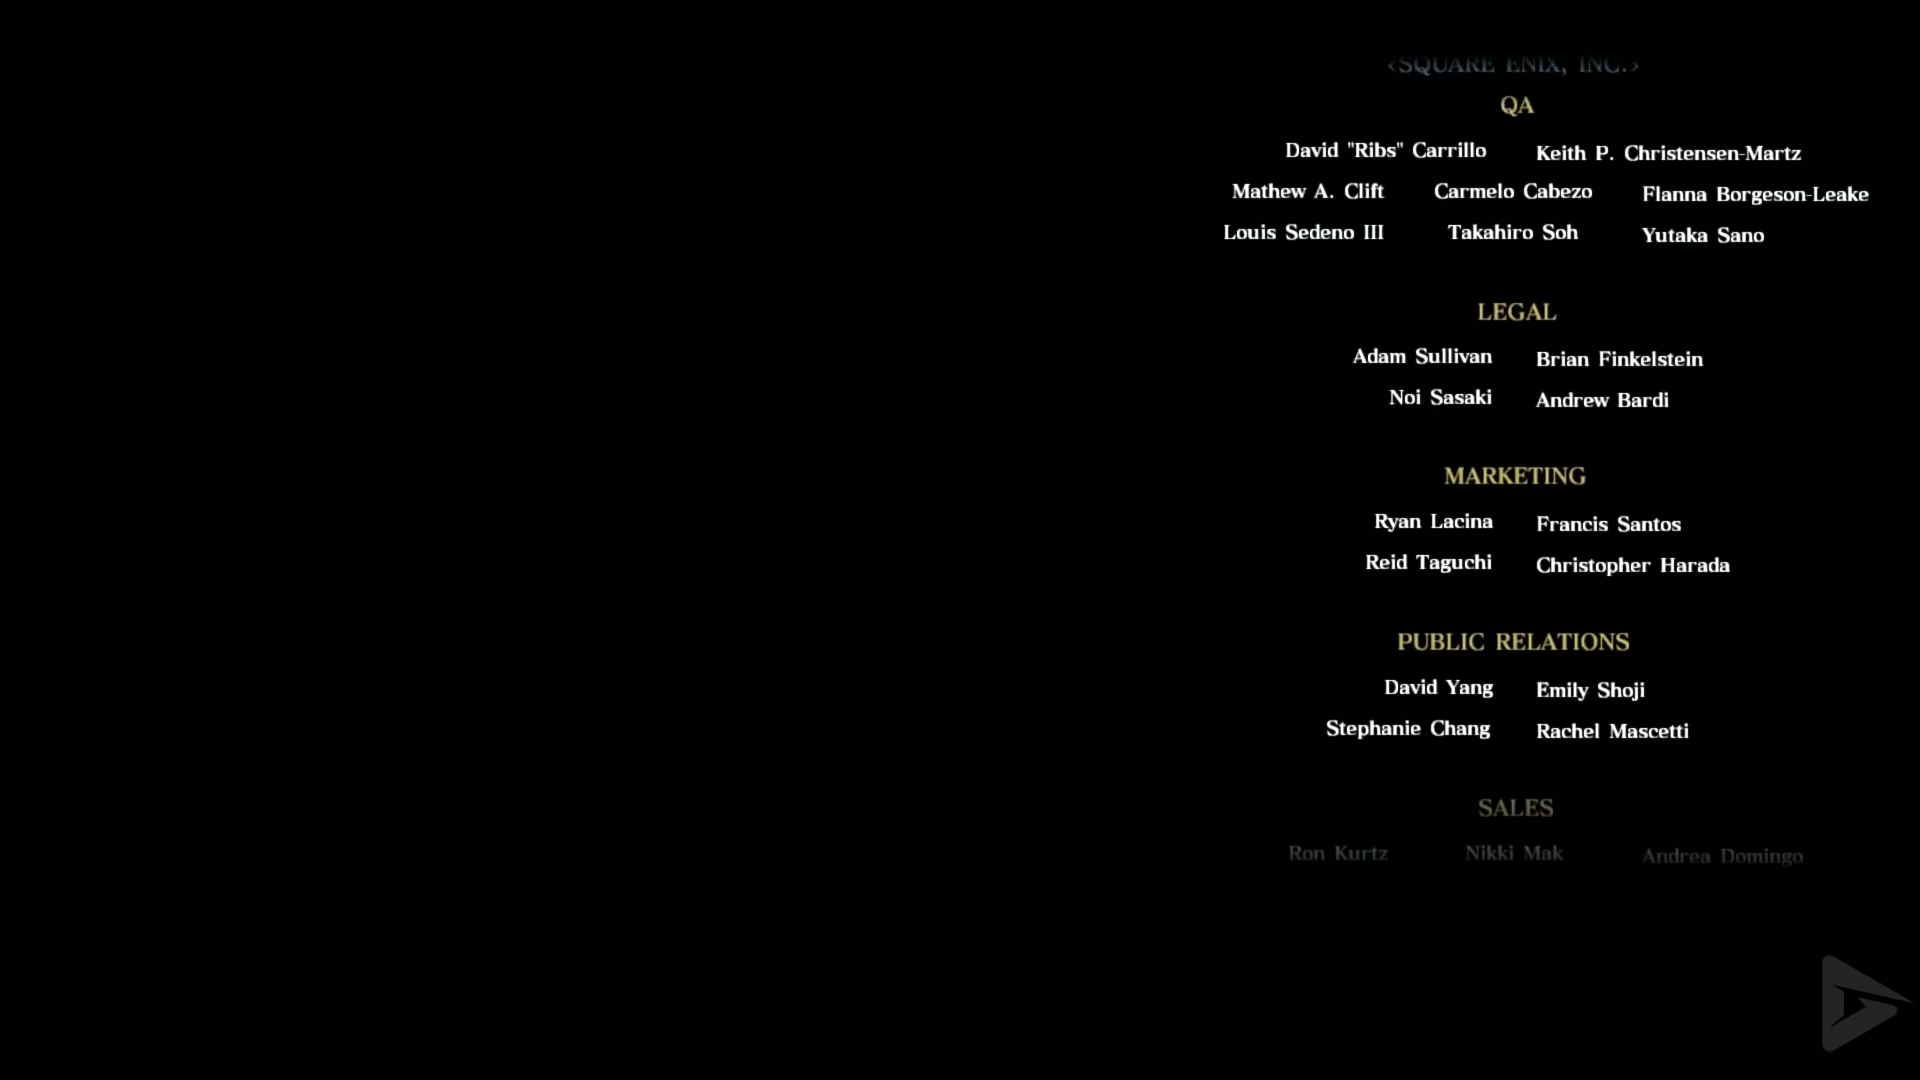 <SQUARE ENIX, INC.>
QA
David "Ribs" Carrillo Keith P. Christensen-Martz
Mathew A. Clift Carmelo Cabezo Flanna Borgeson-Leake
Louis Sedeno III Takahiro Soh Yutaka Sano
LEGAL
Adam Sullivan Brian Finkelstein
Noi Sasaki Andrew Bardi
MARKETING
Ryan Lacina Francis Santos
Reid Taguchi Christopher Harada
PUBLIC RELATIONS
David Yang Emily Shoji
Stephanie Chang Rachel Mascetti
SALES
Ron Kurtz Nikki Mak Andrea Domingo